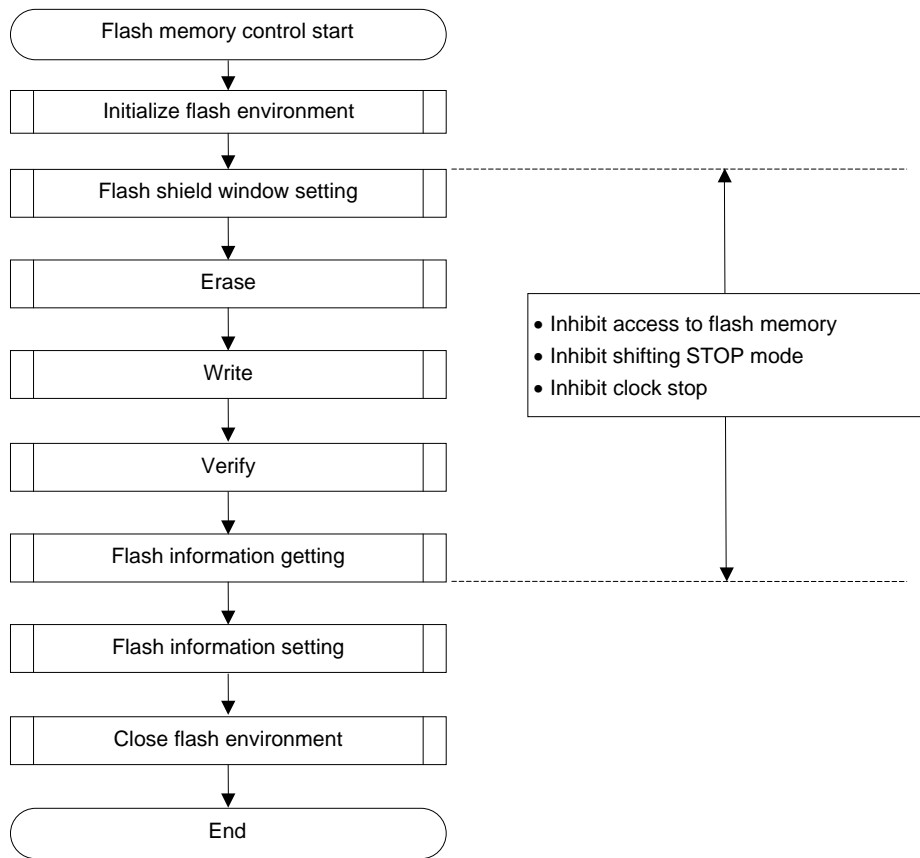 Flash memory control start
Initialize flash environment
Flash shield window setting
Erase
Write
Verify
Flash information getting
Flash information setting
Close flash environment
End
• Inhibit access to flash memory
• Inhibit shifting STOP mode
• Inhibit clock stop